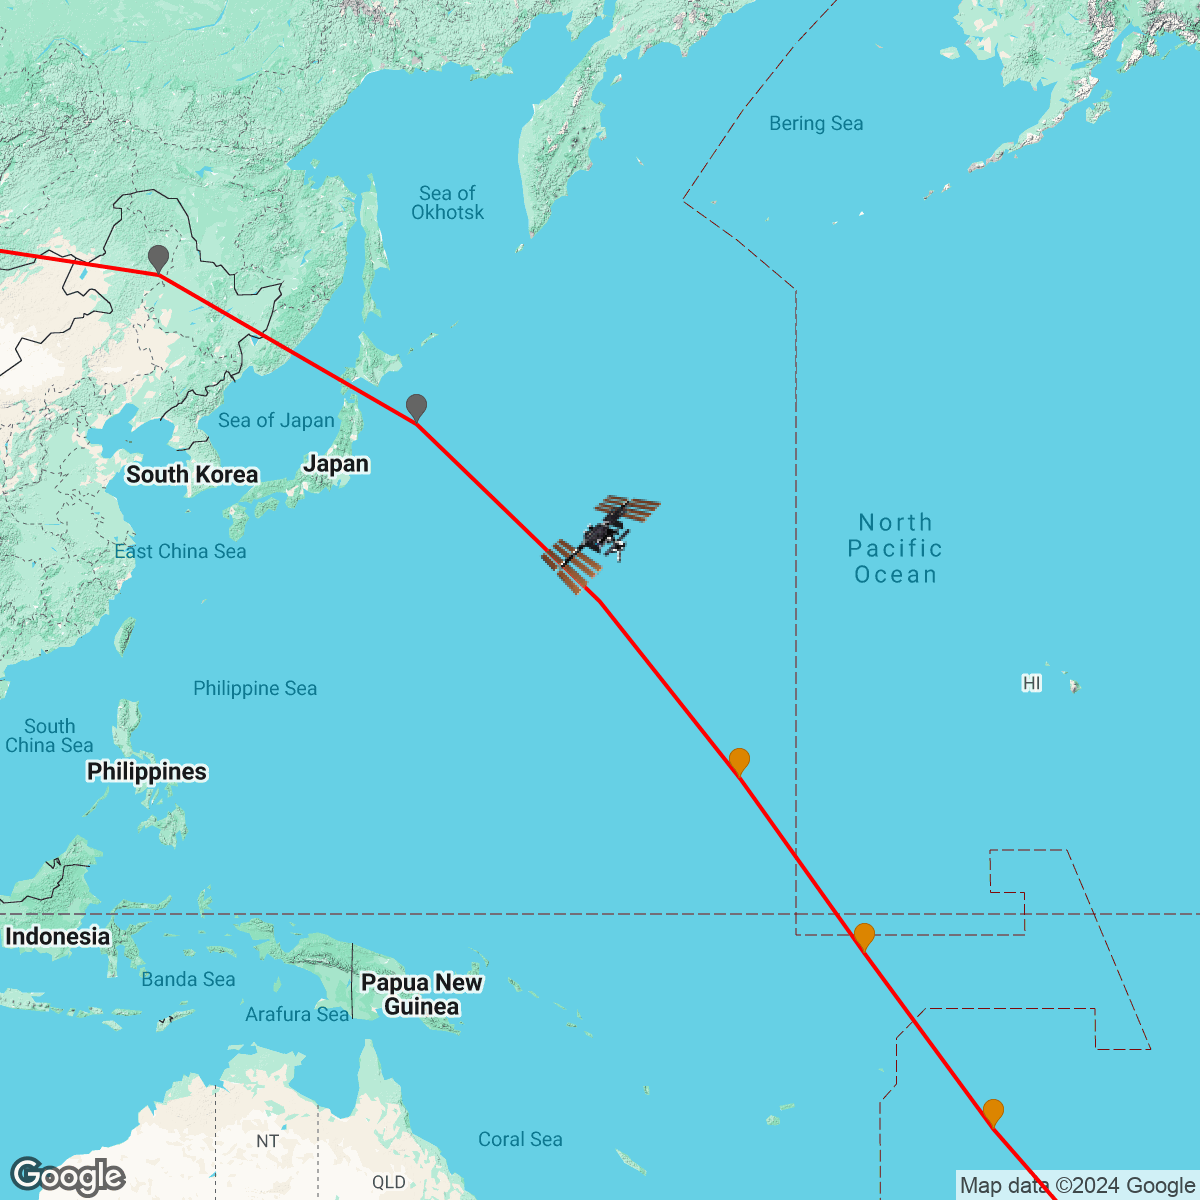 Bering Sea
Sea of
Okhotsk
Sea of Japan
Japan
South Korea
East China Sea
North
Pacific
Ocean
Philippine Sea
HI
South
China Sea
Philippines
Indonesia
Banda Sea
Papua New
Guinea
Arafura Sea
Coral Sea
NT
QLD
Google
Map data ©2024 Google